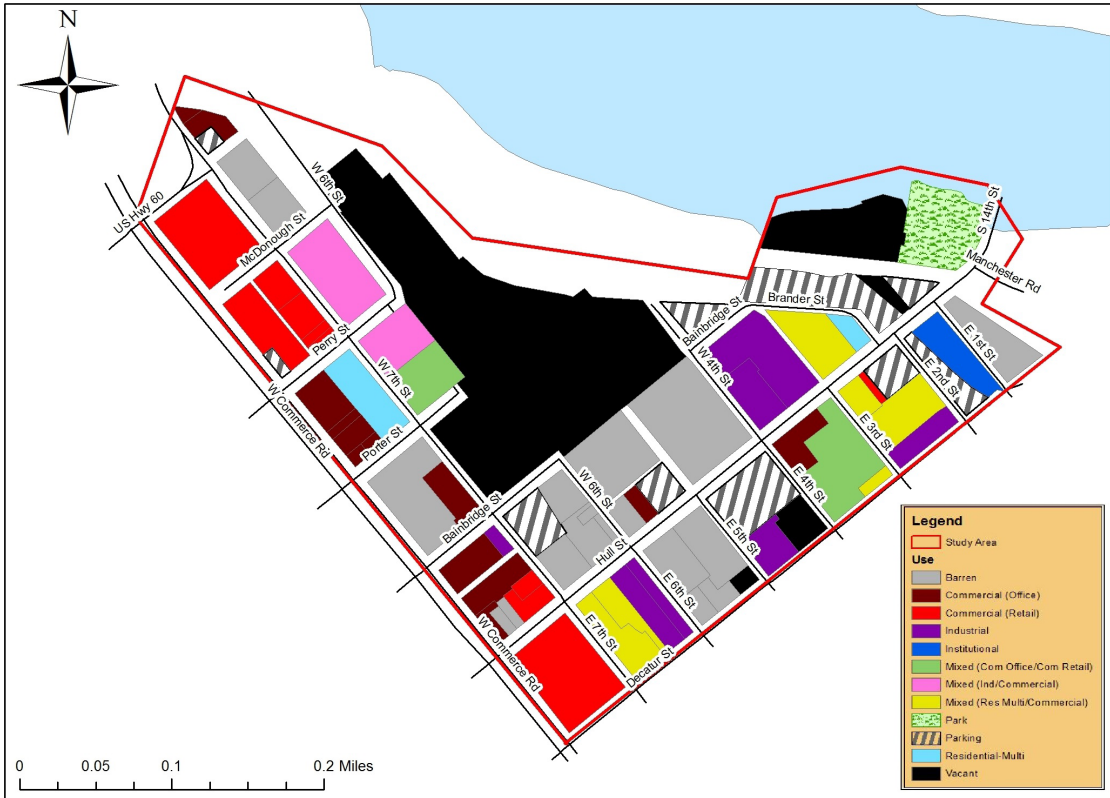 N
W 6th St
US Hwy 60
McDonough St
S 14th St
Manchester Rd
Brander St
Bainbridge St
Perry St
W 7th St
W 4th St
E 1st St
E 2nd St
W Commerce Rd
Porter St
E 3rd St
Bainbridge St
W 6th St
E 4th St
Hull St
E 5th St
E 6th St
W Commerce Rd
E 7th St
Decatur St
Legend
Study Area
Use
Barren
Commercial (Office)
Commercial (Retail)
Industrial
Institutional
Mixed (Com Office/Com Retail)
Mixed (Ind/Commercial)
Mixed (Res Multi/Commercial)
Park
Parking
Residential-Multi
Vacant
0 0.05 0.1 0.2 Miles